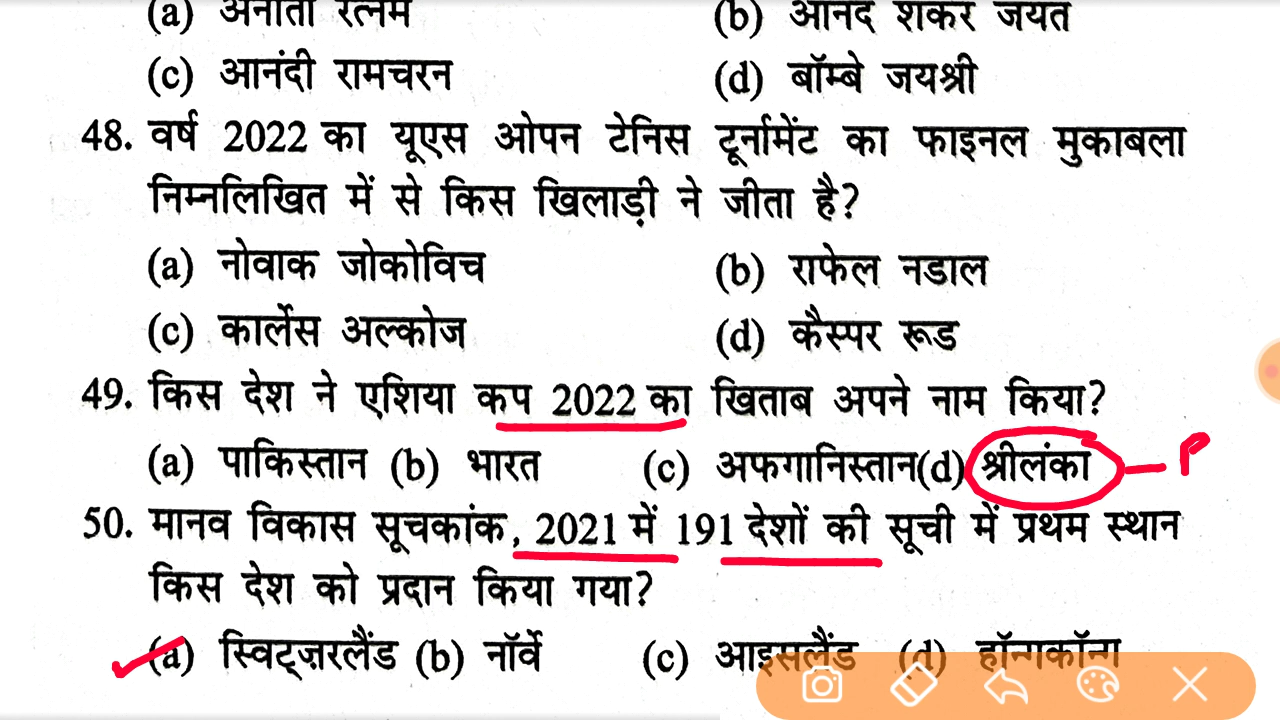 (a) अनीता रत्नम (b) आनंद शंकर जयंत
(c) आनंदी रामचरन (d) बॉम्बे जयश्री
48. वर्ष 2022 का यूएस ओपन टेनिस टूर्नामेंट का फाइनल मुकाबला
निम्नलिखित में से किस खिलाड़ी ने जीता है?
(a) नोवाक जोकोविच (b) राफेल नडाल
(c) कार्लेस अल्कोज (d) कैस्पर रूड
49. किस देश ने एशिया कप 2022 का खिताब अपने नाम किया?
(a) पाकिस्तान (b) भारत (c) अफगानिस्तान (d) श्रीलंका – P
50. मानव विकास सूचकांक, 2021 में 191 देशों की सूची में प्रथम स्थान
किस देश को प्रदान किया गया?
(a) स्विट्ज़रलैंड (b) नॉर्वे (c) आइसलैंड (d) हॉन्गकॉन्ग